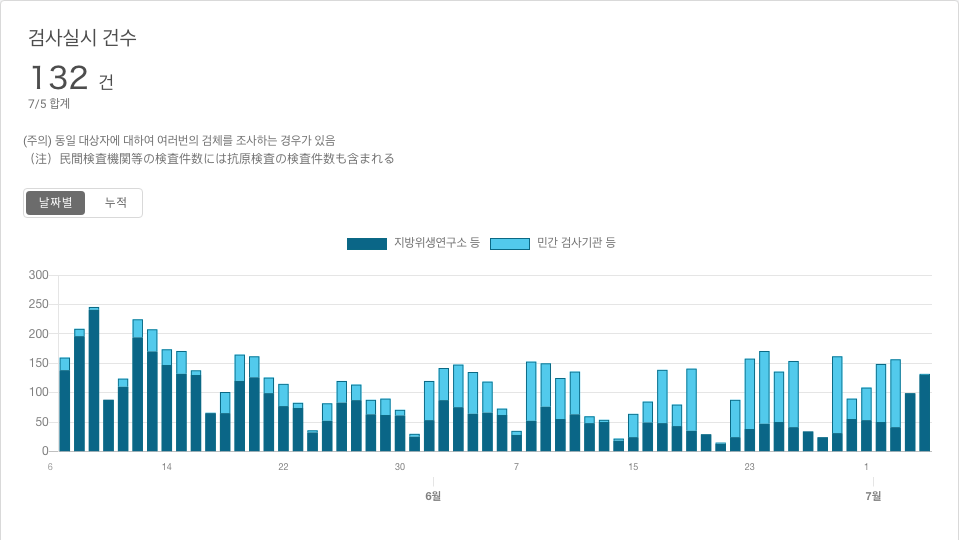 검사실시 건수
132 건
7/5 합계
(주의) 동일 대상자에 대하여 여러번의 검체를 조사하는 경우가 있음
（注）民間検査機関等の検査件数には抗原検査の検査件数も含まれる
날짜별 누적
지방위생연구소 등 민간 검사기관 등
300
250
200
150
100
50
0
6 14 22 30 7 15 23 1
6월 7월